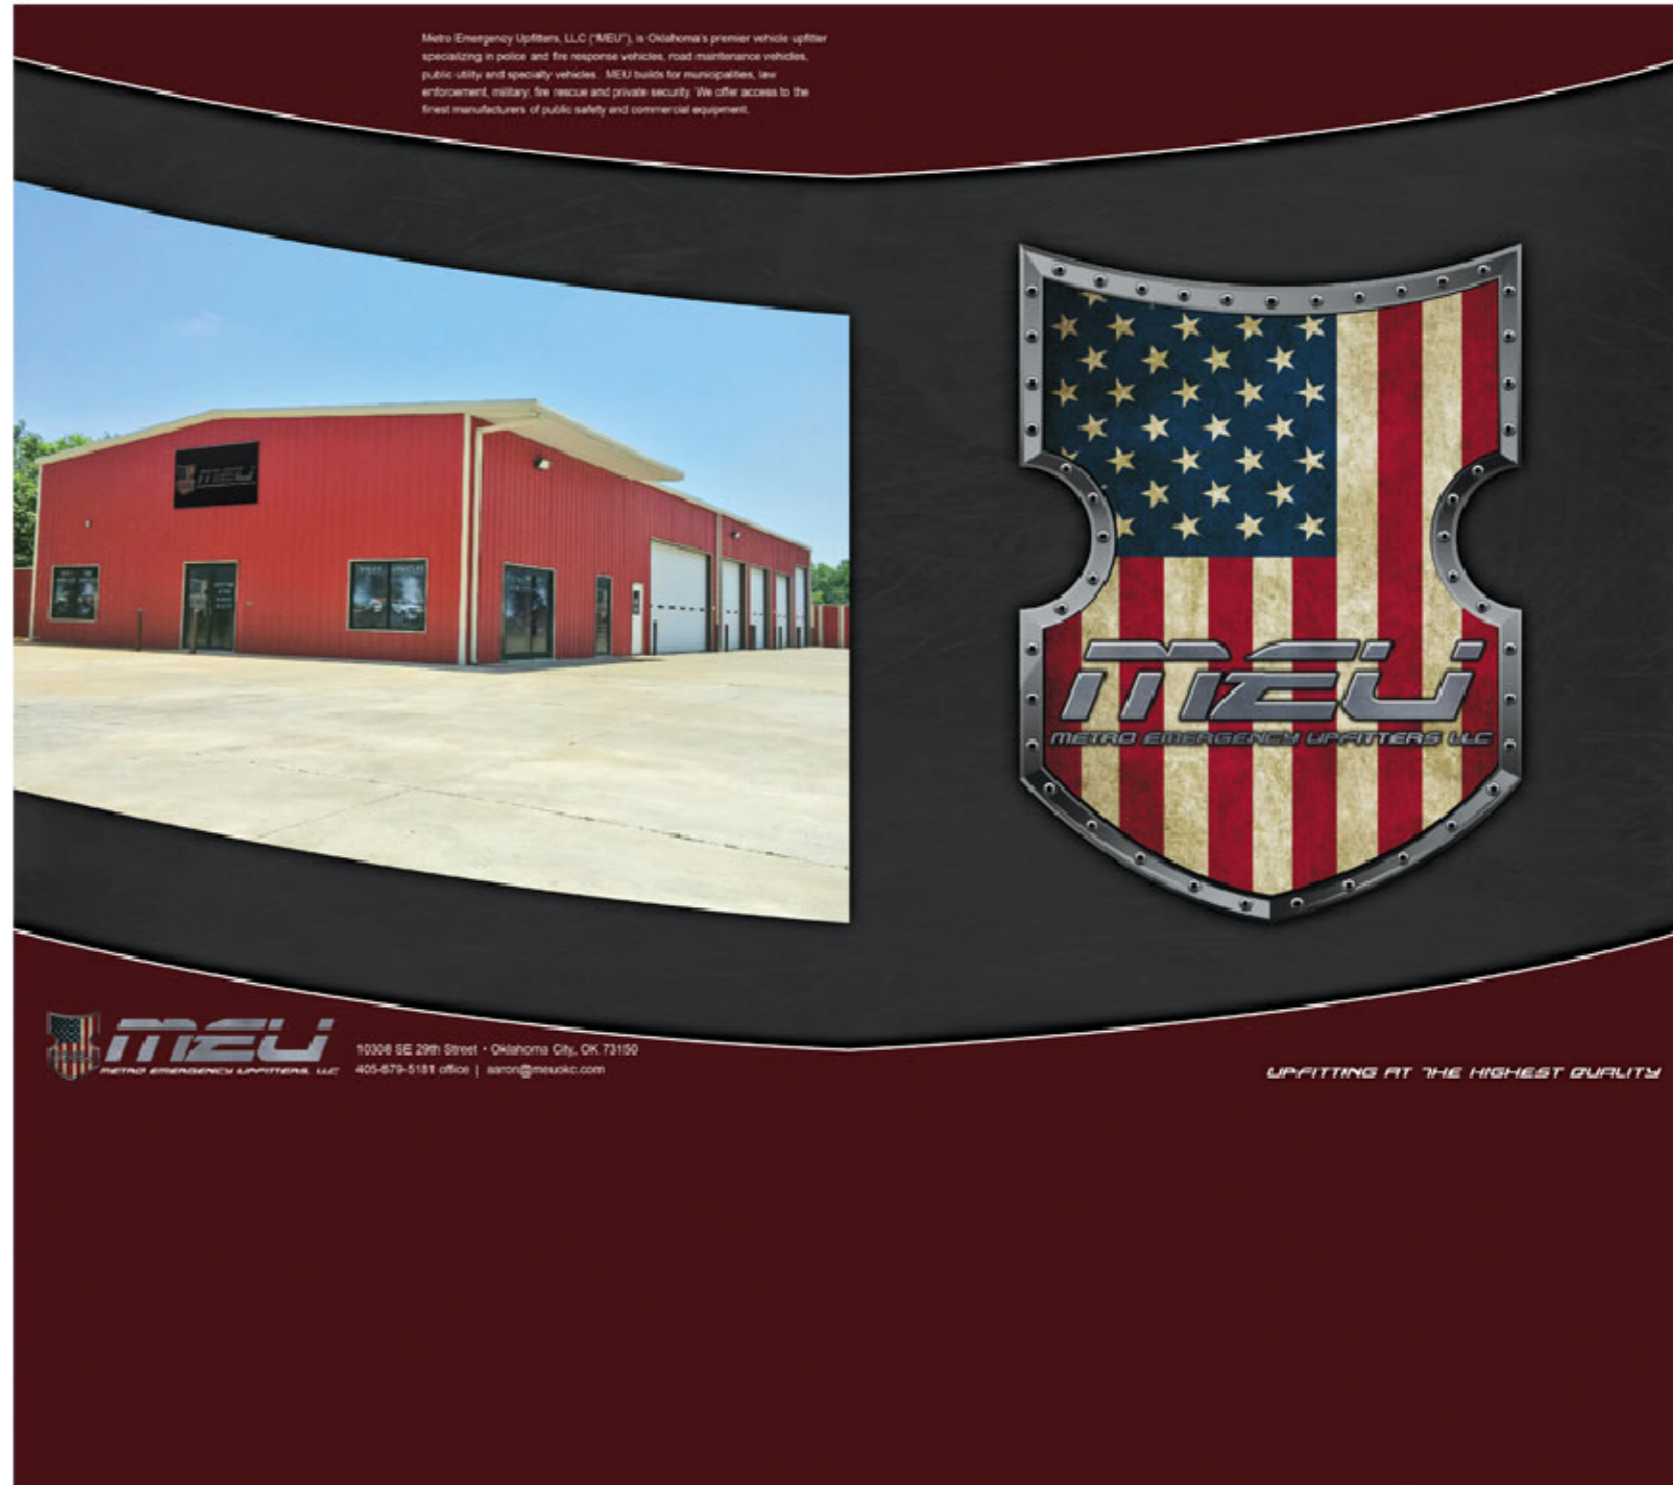 Metro Emergency Upfitters, LLC ("MEU"), is Oklahoma's premier vehicle upfitter
specializing in police and fire response vehicles, road maintenance vehicles,
public utility and specialty vehicles. MEU builds for municipalities, law
enforcement, military, fire rescue and private security. We offer access to the
finest manufacturers of public safety and commercial equipment.
MEU
MEU
METRO EMERGENCY UPFITTERS LLC
MEU
METRO EMERGENCY UPFITTERS, LLC
10308 SE 29th Street • Oklahoma City, OK 73150
405-679-5181 office | aaron@meuokc.com
UPFITTING AT THE HIGHEST QUALITY